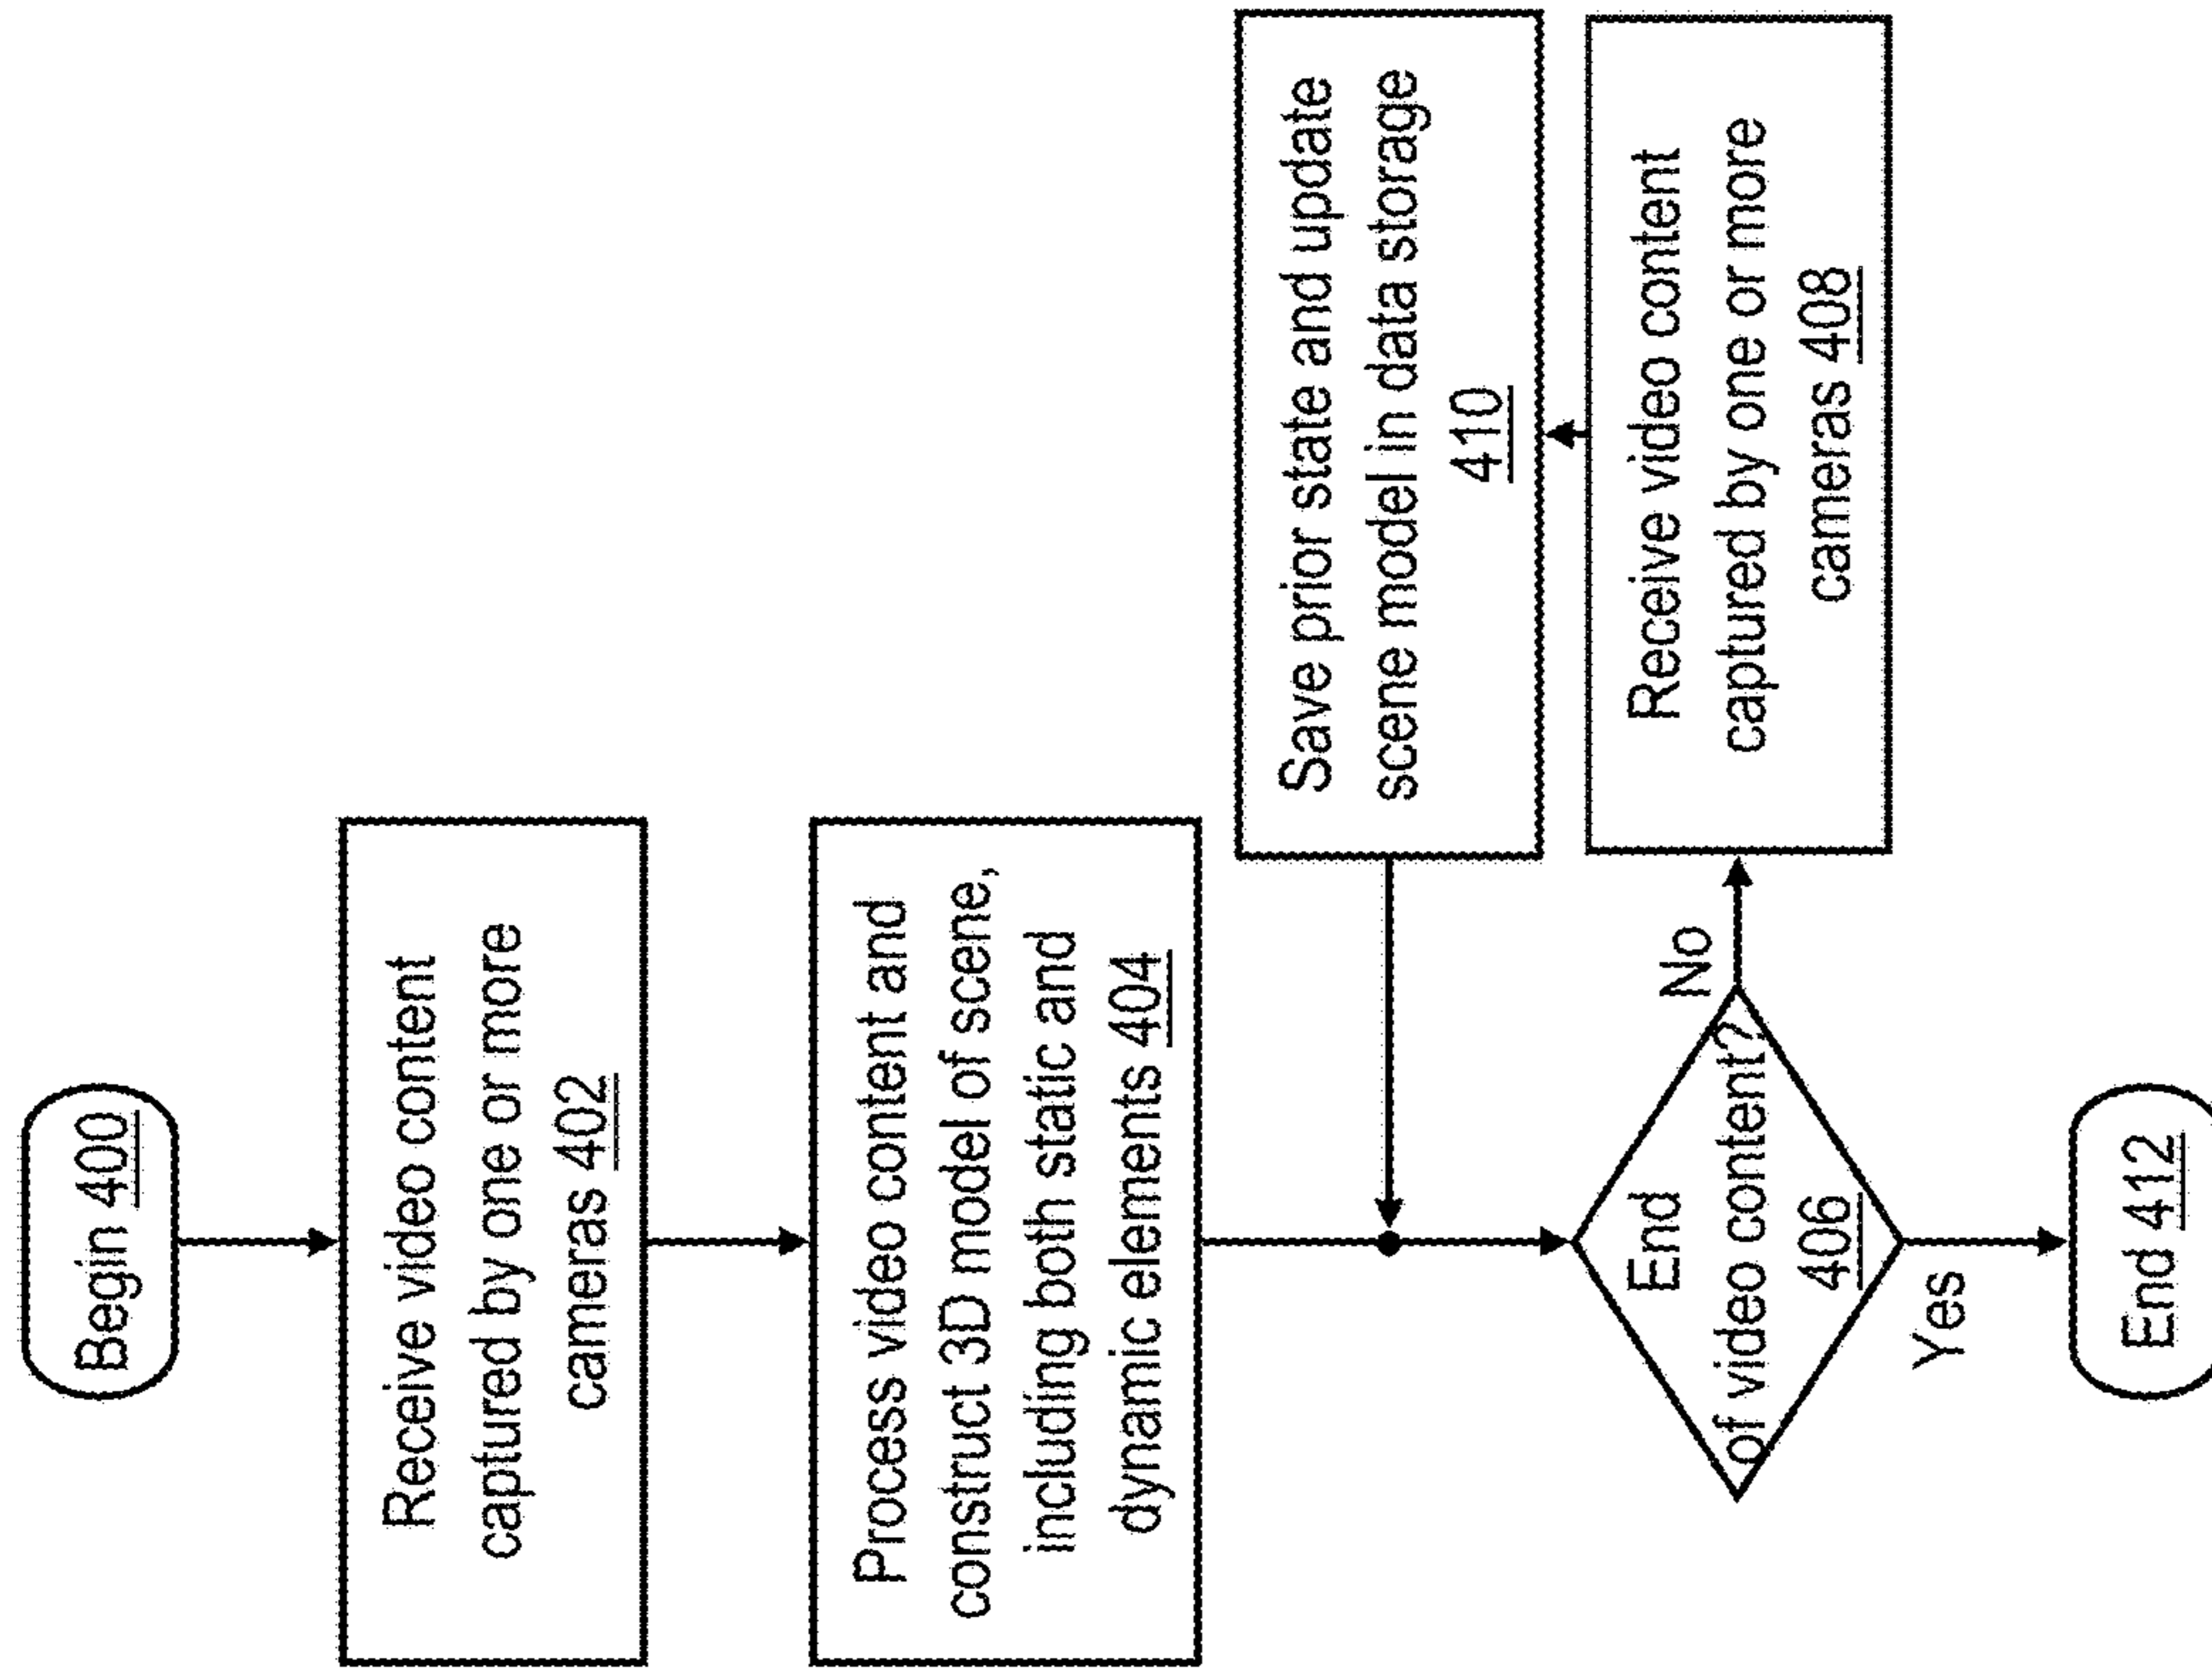 Begin 400
Receive video content
captured by one or more
cameras 402
Process video content and
construct 3D model of scene,
including both static and
dynamic elements 404
End
of video content?
406
No
Yes
Receive video content
captured by one or more
cameras 408
Save prior state and update
scene model in data storage
410
End 412